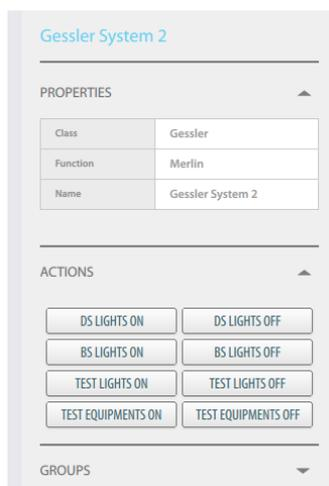 Gessler System 2
PROPERTIES
Class Gessler
Function Merlin
Name Gessler System 2
ACTIONS
DS LIGHTS ON DS LIGHTS OFF
BS LIGHTS ON BS LIGHTS OFF
TEST LIGHTS ON TEST LIGHTS OFF
TEST EQUIPMENTS ON TEST EQUIPMENTS OFF
GROUPS